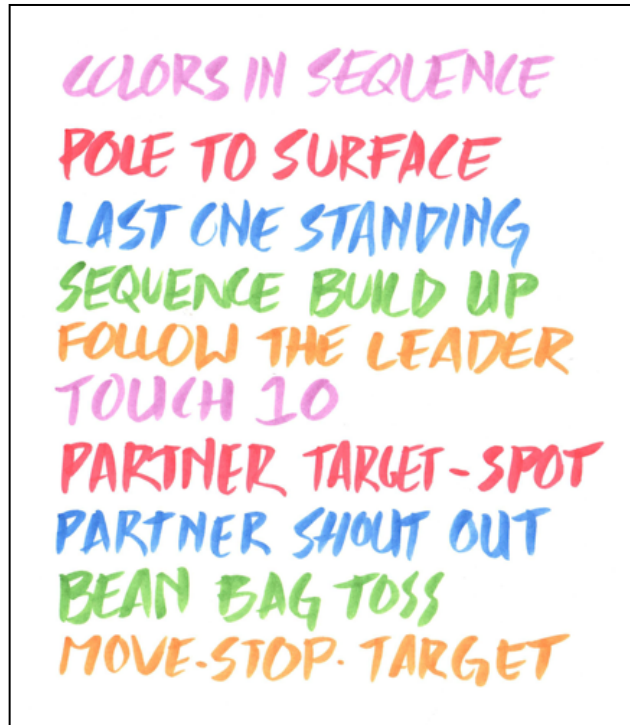 COLORS IN SEQUENCE
POLE TO SURFACE
LAST ONE STANDING
SEQUENCE BUILD UP
FOLLOW THE LEADER
TOUCH 10
PARTNER TARGET-SPOT
PARTNER SHOUT OUT
BEAN BAG TOSS
MOVE-STOP. TARGET